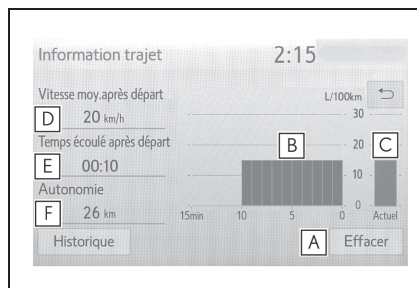 Information trajet 2:15
Vitesse moy.après départ L/100km
D 20 km/h 30
Temps écoulé après départ B 20 C
E 00:10 10
Autonomie
F 26 km 0
15min 10 5 0 Actuel
Historique A Effacer